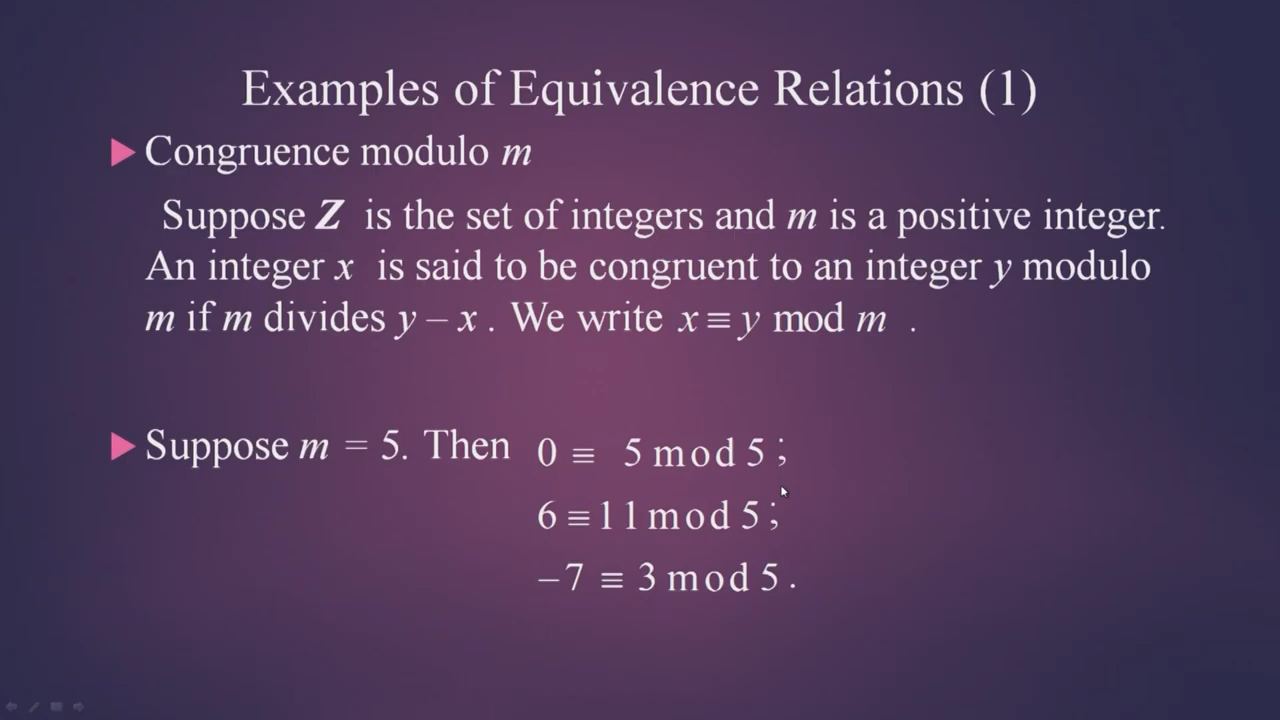 Examples of Equivalence Relations (1)
Congruence modulo m
Suppose Z is the set of integers and m is a positive integer.
An integer x is said to be congruent to an integer y modulo
m if m divides y – x . We write x ≡ y mod m .
Suppose m = 5. Then 0 ≡ 5 mod 5 ;
6 ≡ 11 mod 5 ;
–7 ≡ 3 mod 5 .